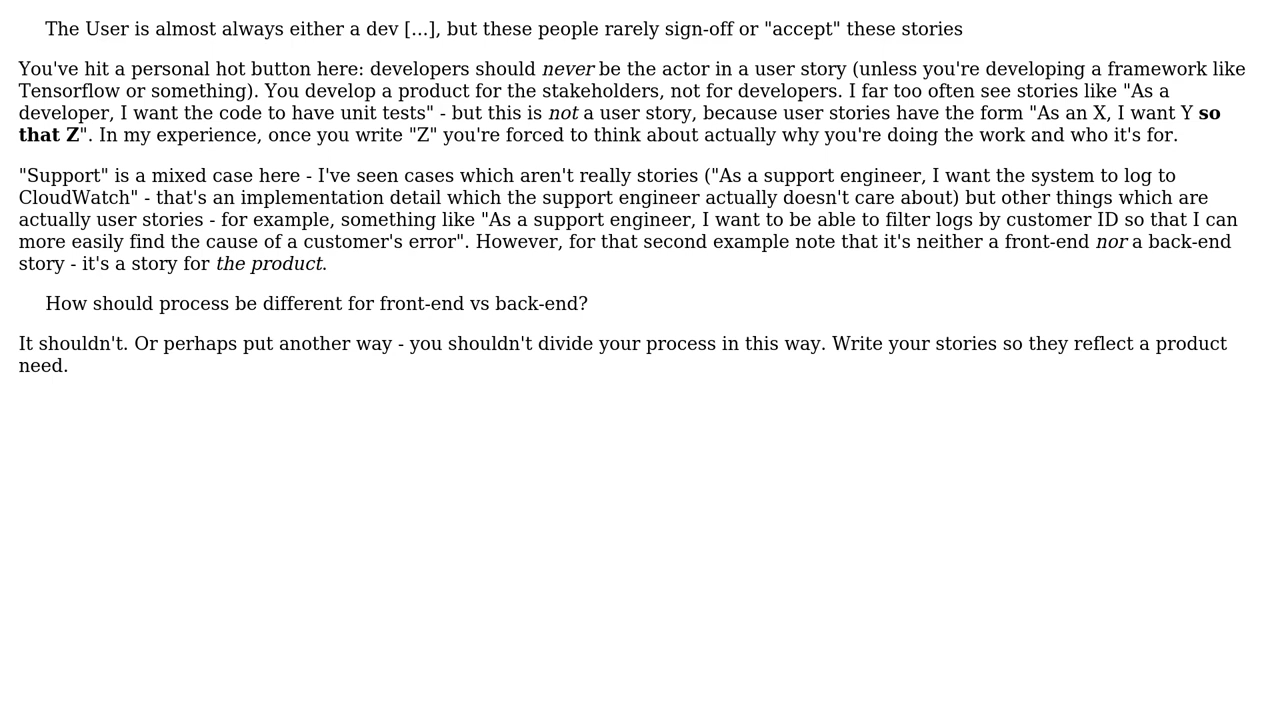 The User is almost always either a dev [...], but these people rarely sign-off or "accept" these stories
You've hit a personal hot button here: developers should never be the actor in a user story (unless you're developing a framework like
Tensorflow or something). You develop a product for the stakeholders, not for developers. I far too often see stories like "As a
developer, I want the code to have unit tests" - but this is not a user story, because user stories have the form "As an X, I want Y so
that Z". In my experience, once you write "Z" you're forced to think about actually why you're doing the work and who it's for.
"Support" is a mixed case here - I've seen cases which aren't really stories ("As a support engineer, I want the system to log to
CloudWatch" - that's an implementation detail which the support engineer actually doesn't care about) but other things which are
actually user stories - for example, something like "As a support engineer, I want to be able to filter logs by customer ID so that I can
more easily find the cause of a customer's error". However, for that second example note that it's neither a front-end nor a back-end
story - it's a story for the product.
How should process be different for front-end vs back-end?
It shouldn't. Or perhaps put another way - you shouldn't divide your process in this way. Write your stories so they reflect a product
need.